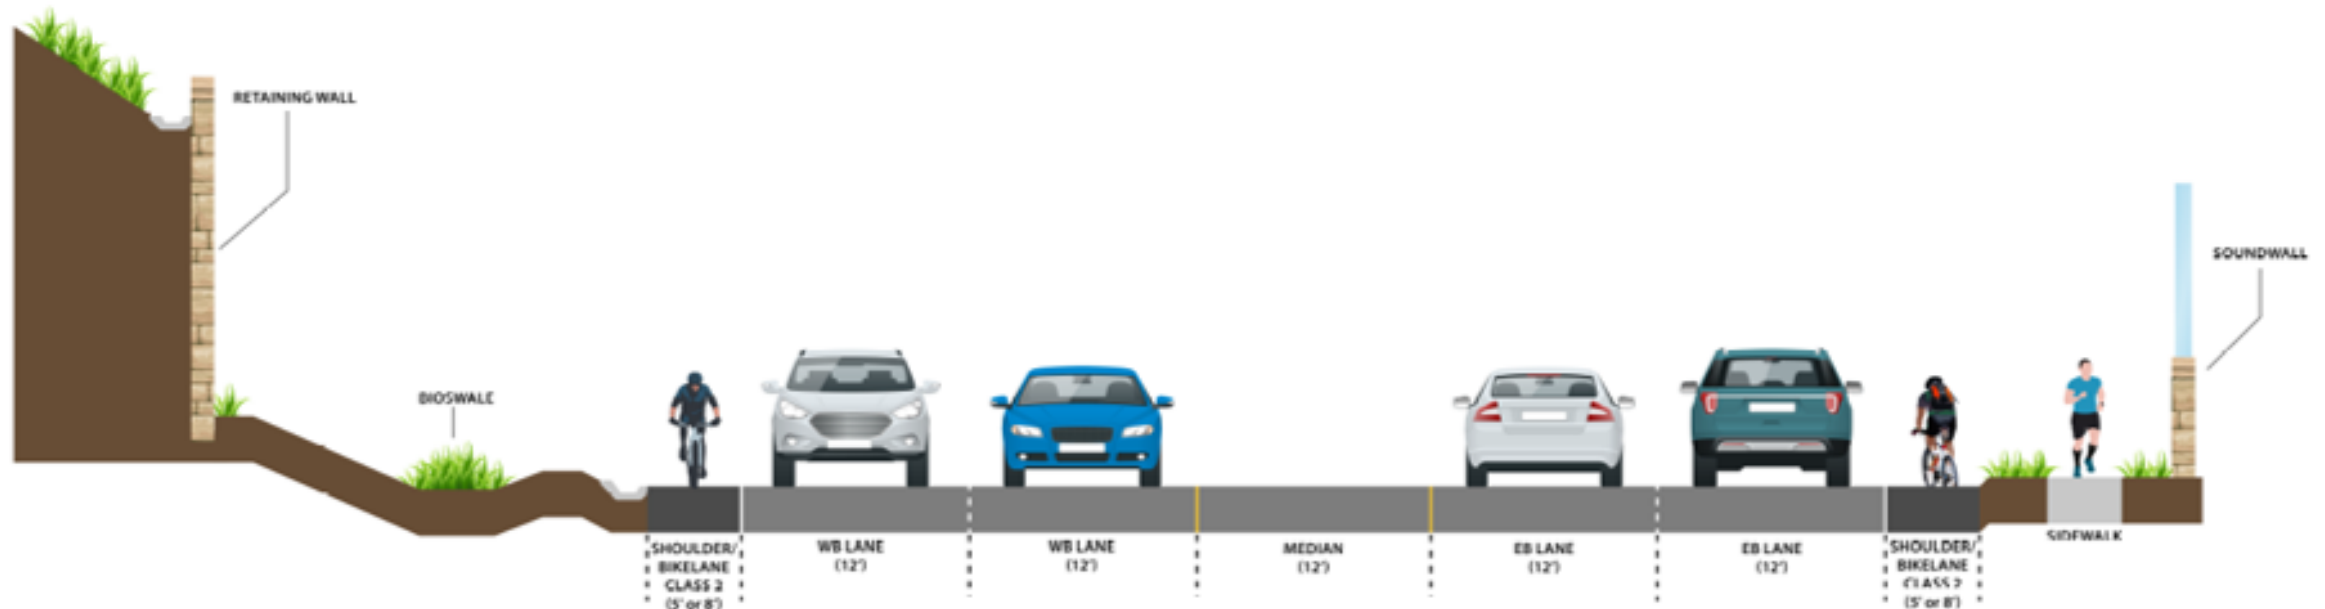 RETAINING WALL
BIOSWALE
SOUNDWALL
SHOULDER/
BIKELANE
CLASS 2
(5' or 8')
WB LANE
(12')
WB LANE
(12')
MEDIAN
(12')
EB LANE
(12')
EB LANE
(12')
SHOULDER/
BIKELANE
CLASS 2
(5' or 8')
SIDEWALK